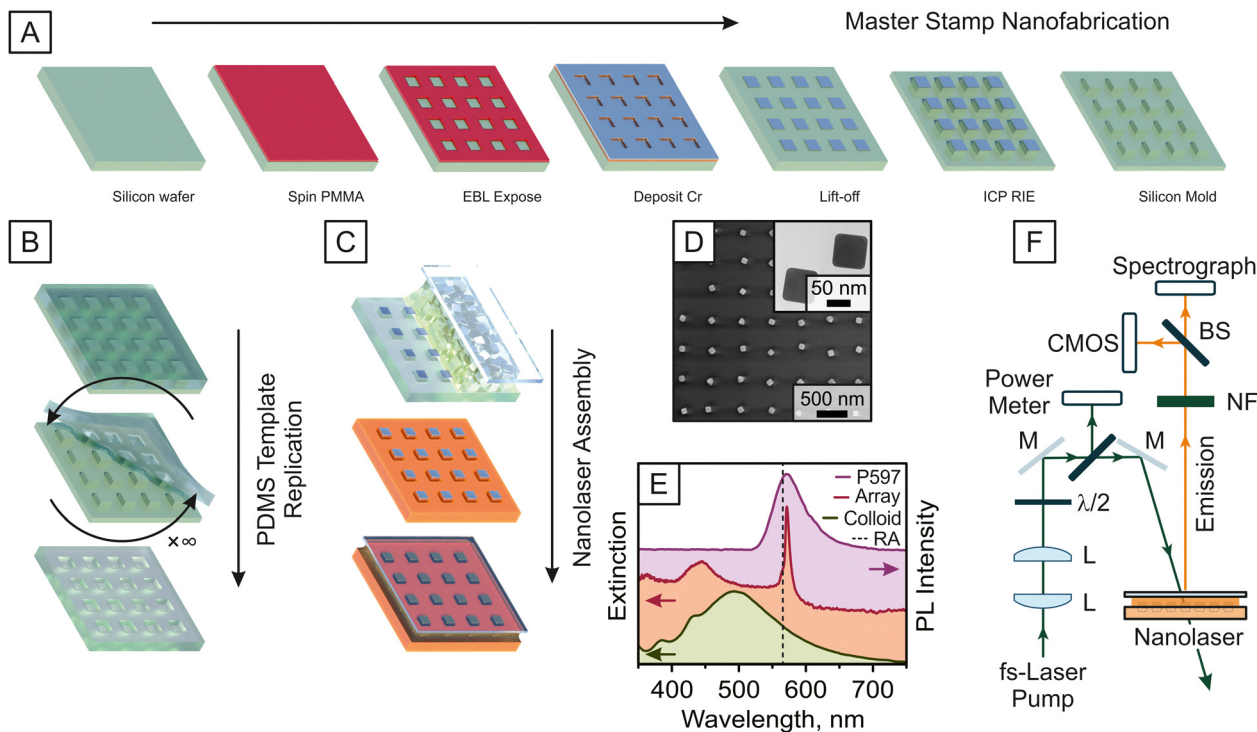 A
Master Stamp Nanofabrication
Silicon wafer
Spin PMMA
EBL Expose
Deposit Cr
Lift-off
ICP RIE
Silicon Mold
B
×∞
PDMS Template
Replication
C
Nanolaser Assembly
D
50 nm
500 nm
E
P597
Array
Colloid
RA
Extinction
PL Intensity
400
500
600
700
Wavelength, nm
F
Spectrograph
BS
CMOS
Power
Meter
NF
M
M
λ/2
Emission
L
L
Nanolaser
fs-Laser
Pump